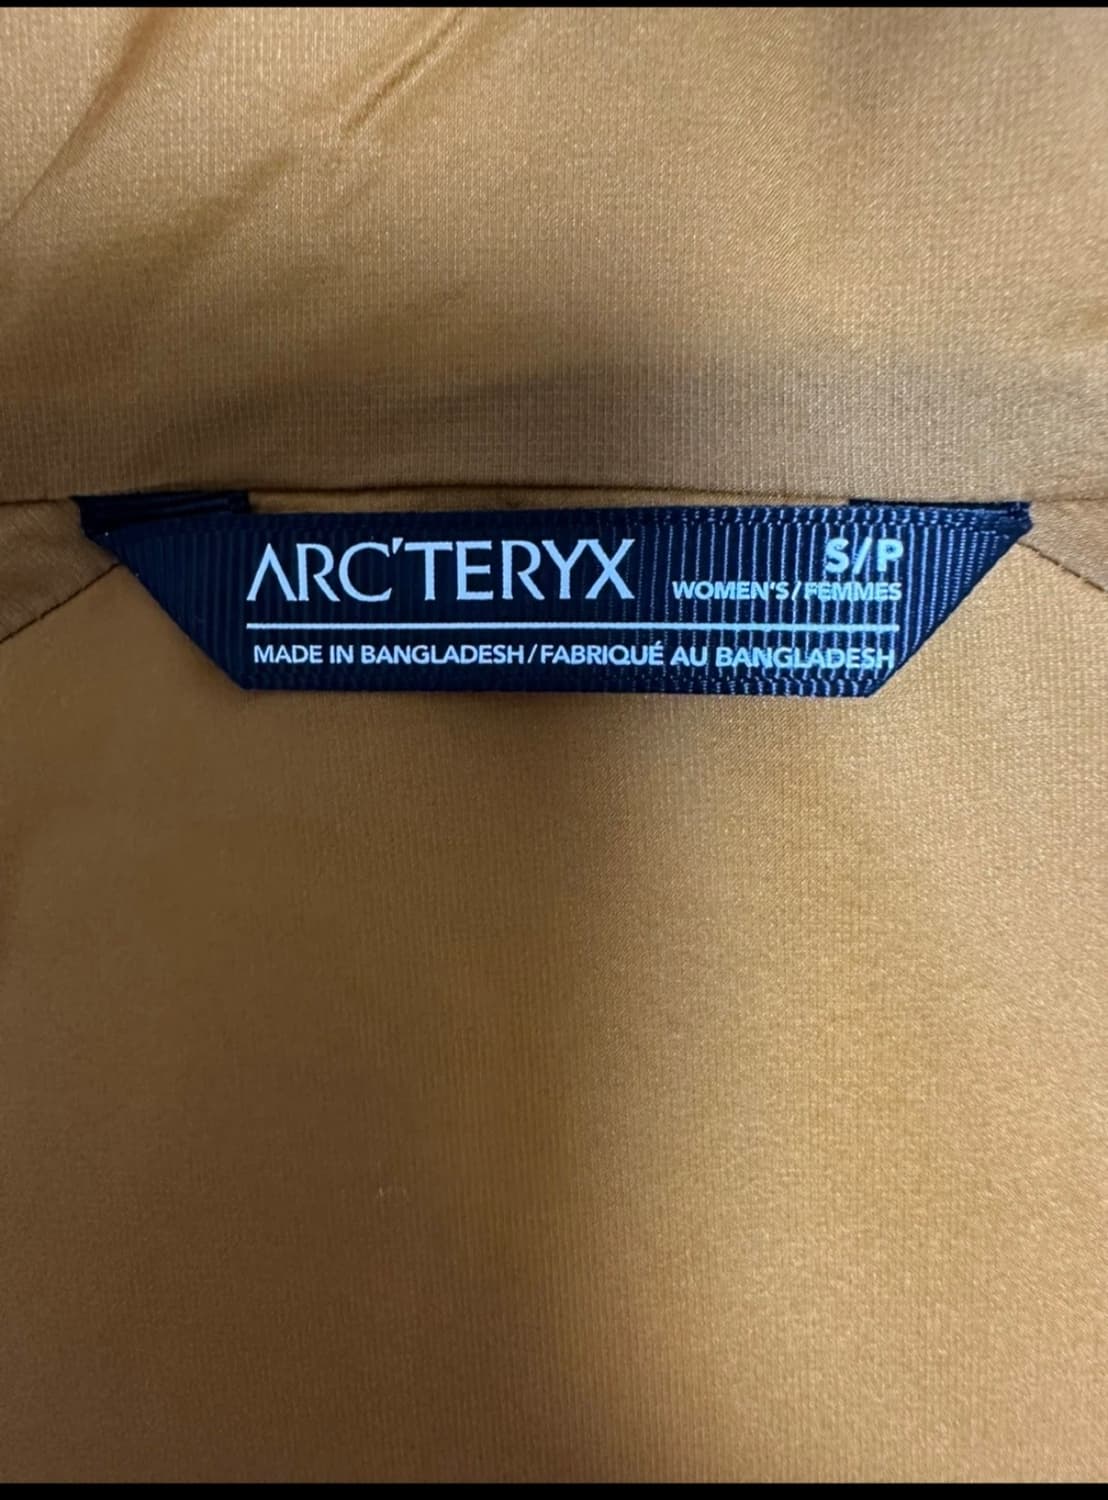 ARC'TERYX
S/P
WOMEN'S/FEMMES
MADE IN BANGLADESH/FABRIQUÉ AU BANGLADESH